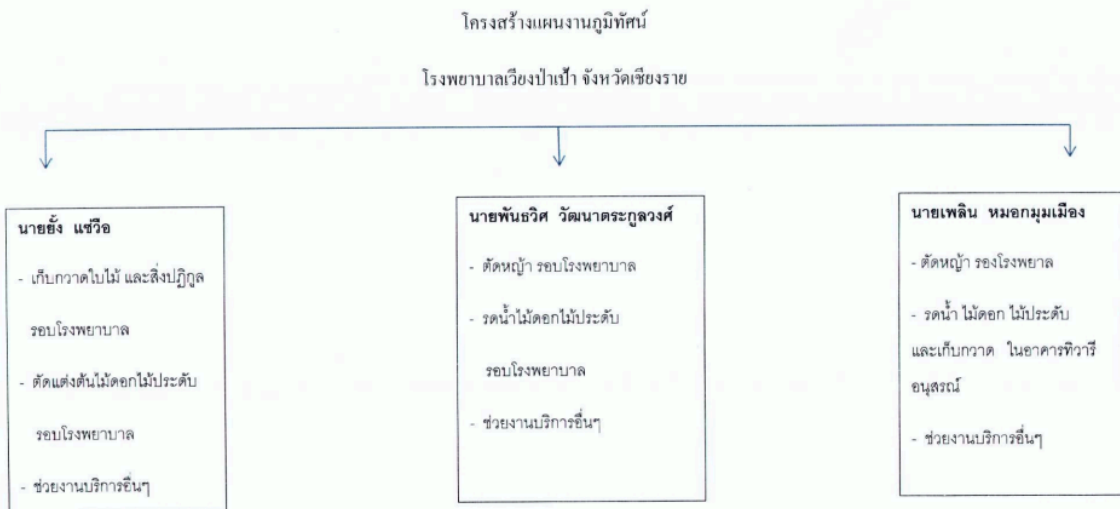 โครงสร้างแผนงานภูมิทัศน์
โรงพยาบาลเวียงป่าเป้า จังหวัดเชียงราย
นายยั้ง แซ่วือ
- เก็บกวาดใบไม้ และสิ่งปฏิกูล
รอบโรงพยาบาล
- ตัดแต่งต้นไม้ดอกไม้ประดับ
รอบโรงพยาบาล
- ช่วยงานบริการอื่นๆ
นายพันธวิศ วัฒนาตระกูลวงศ์
- ตัดหญ้า รอบโรงพยาบาล
- รดน้ำไม้ดอกไม้ประดับ
รอบโรงพยาบาล
- ช่วยงานบริการอื่นๆ
นายเพลิน หมอกมุมเมือง
- ตัดหญ้า รองโรงพยาล
- รดน้ำ ไม้ดอก ไม้ประดับ
และเก็บกวาด ในอาคารทิวารี
อนุสรณ์
- ช่วยงานบริการอื่นๆ